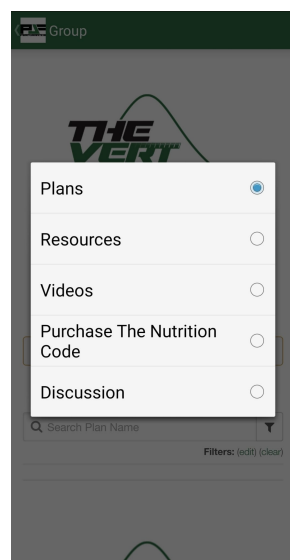 Group
THE
VERT
Plans
Resources
Videos
Purchase The Nutrition
Code
Discussion
Search Plan Name
Filters: (edit) (clear)